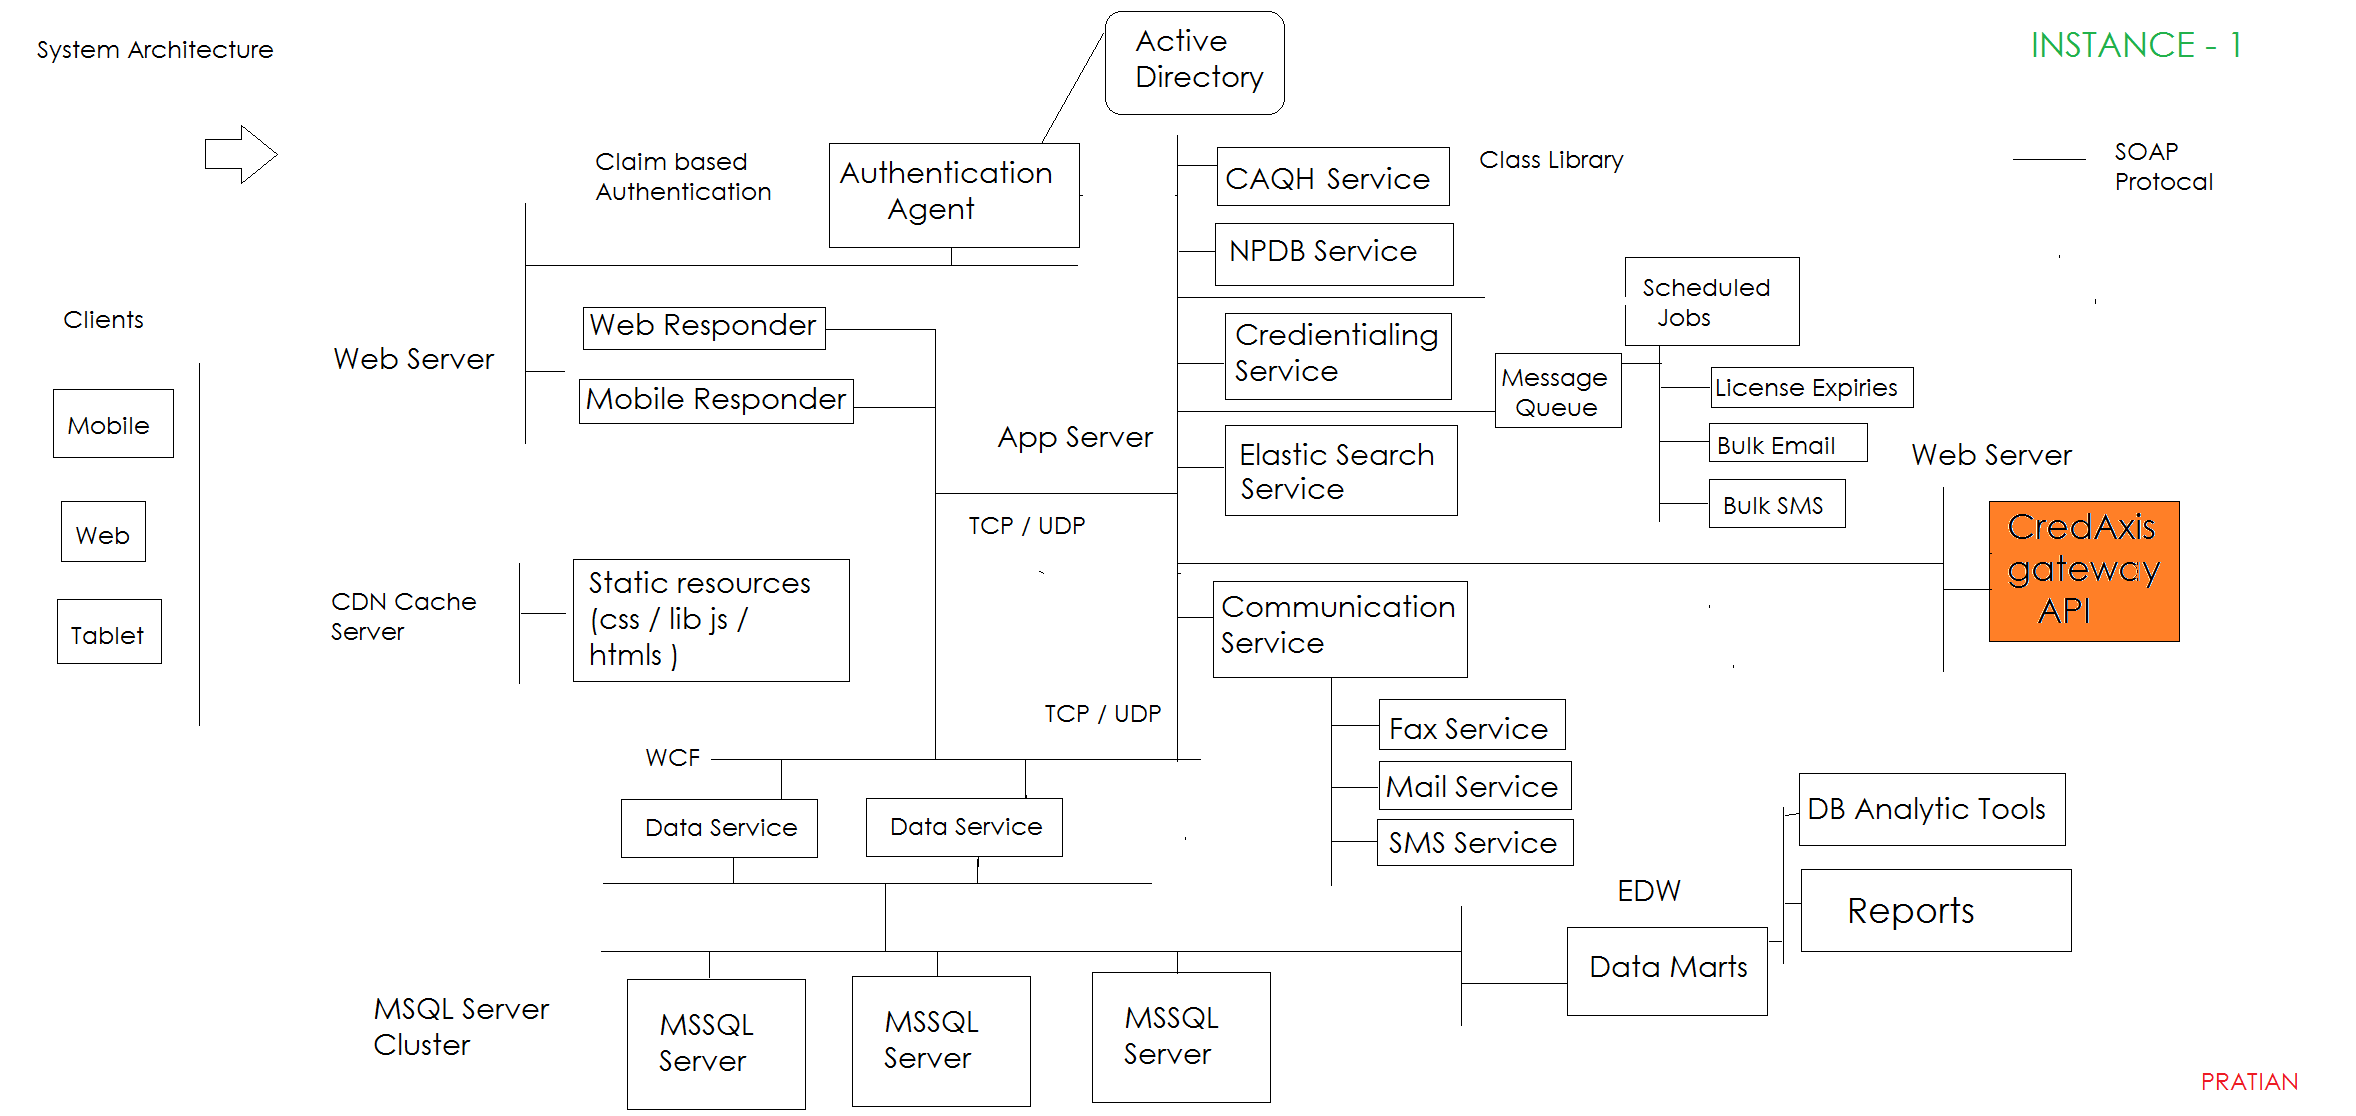 System Architecture
Active
Directory
INSTANCE - 1
Claim based
Authentication
Authentication
Agent
CAQH Service
Class Library
SOAP
Protocal
NPDB Service
Scheduled
Jobs
Clients
Web Server
Web Responder
Mobile Responder
Credientialing
Service
Message
Queue
License Expiries
Mobile
App Server
Elastic Search
Service
Bulk Email
Web Server
Bulk SMS
Web
TCP / UDP
CredAxis
gateway
API
Tablet
CDN Cache
Server
Static resources
(css / lib js /
htmls )
Communication
Service
TCP / UDP
Fax Service
WCF
Mail Service
Data Service
Data Service
SMS Service
DB Analytic Tools
EDW
Reports
Data Marts
MSQL Server
Cluster
MSSQL
Server
MSSQL
Server
MSSQL
Server
PRATIAN